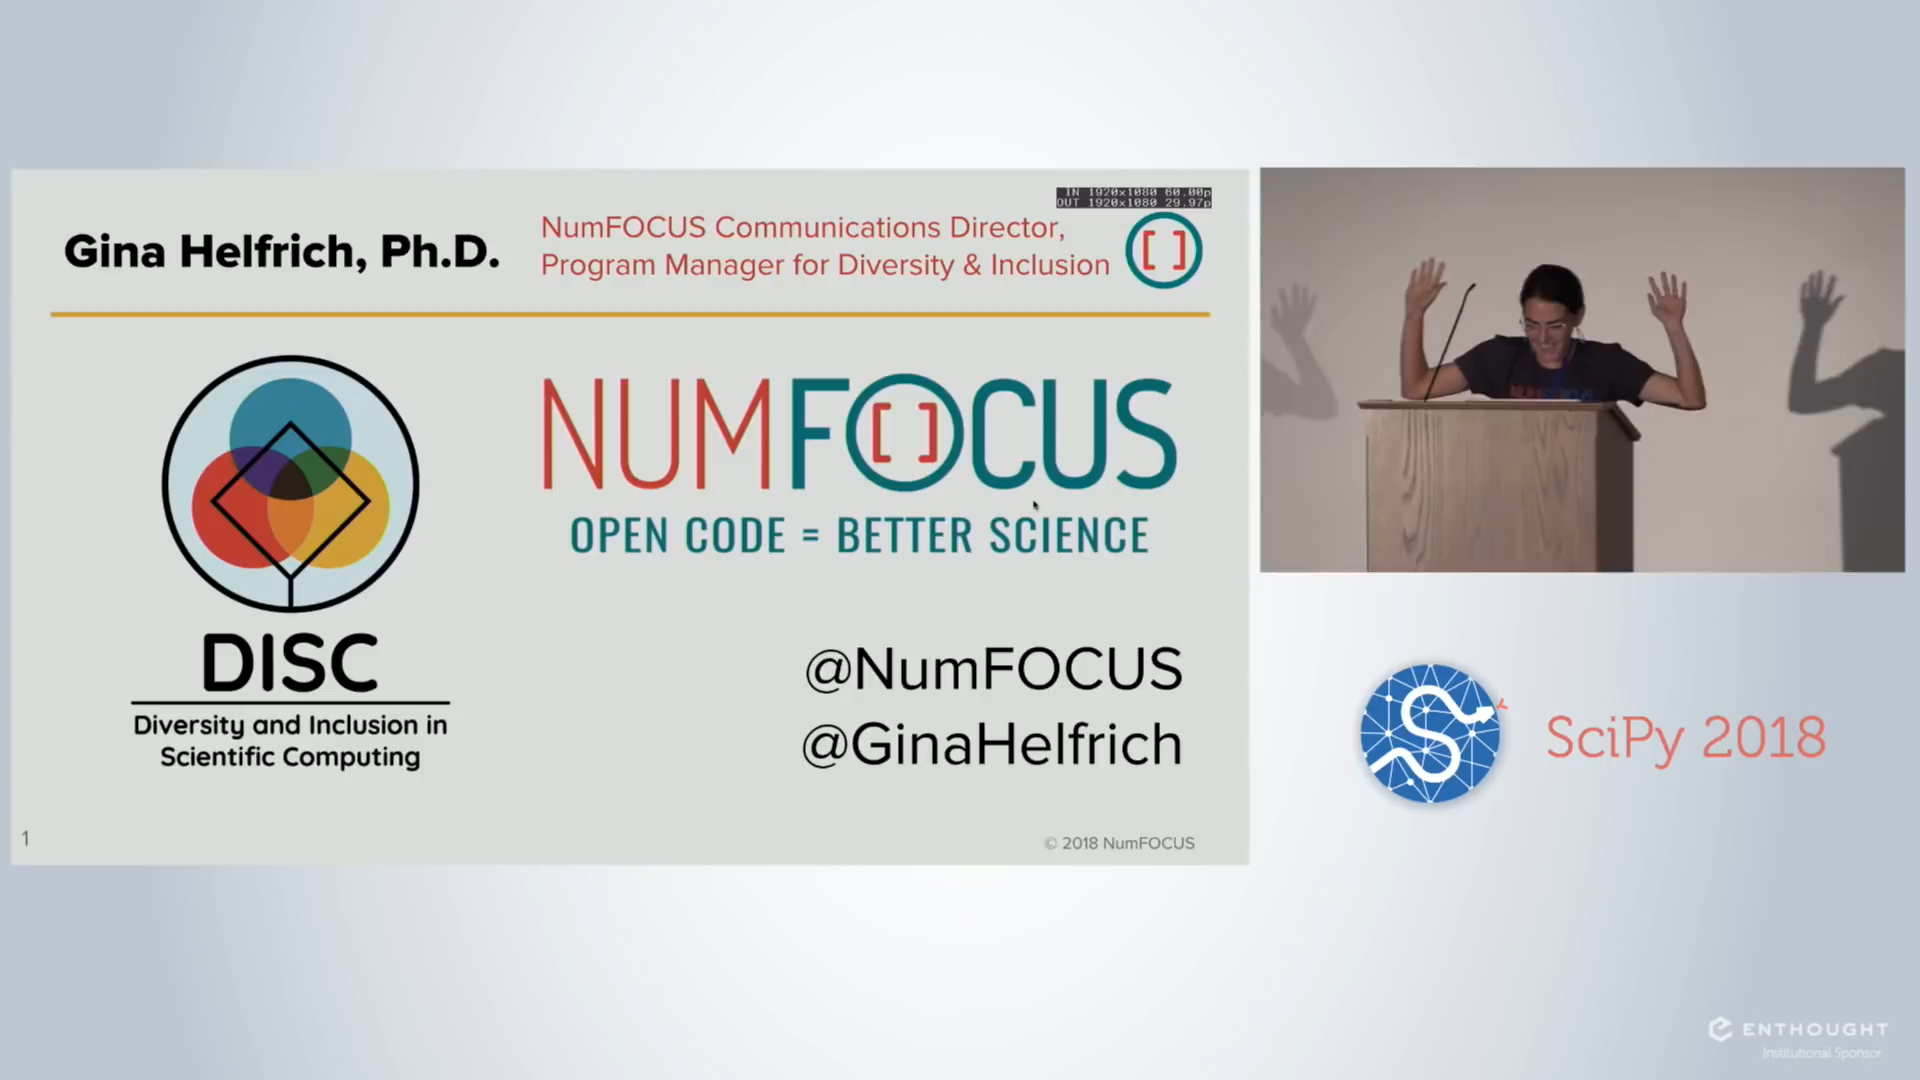 IN 1920x1080 60.00p
OUT 1920x1080 29.97p
Gina Helfrich, Ph.D.
NumFOCUS Communications Director,
Program Manager for Diversity & Inclusion
[ ]
NUMF[ ]CUS
OPEN CODE = BETTER SCIENCE
DISC
Diversity and Inclusion in
Scientific Computing
@NumFOCUS
@GinaHelfrich
1
© 2018 NumFOCUS
SciPy 2018
ENTHOUGHT
Institutional Sponsor